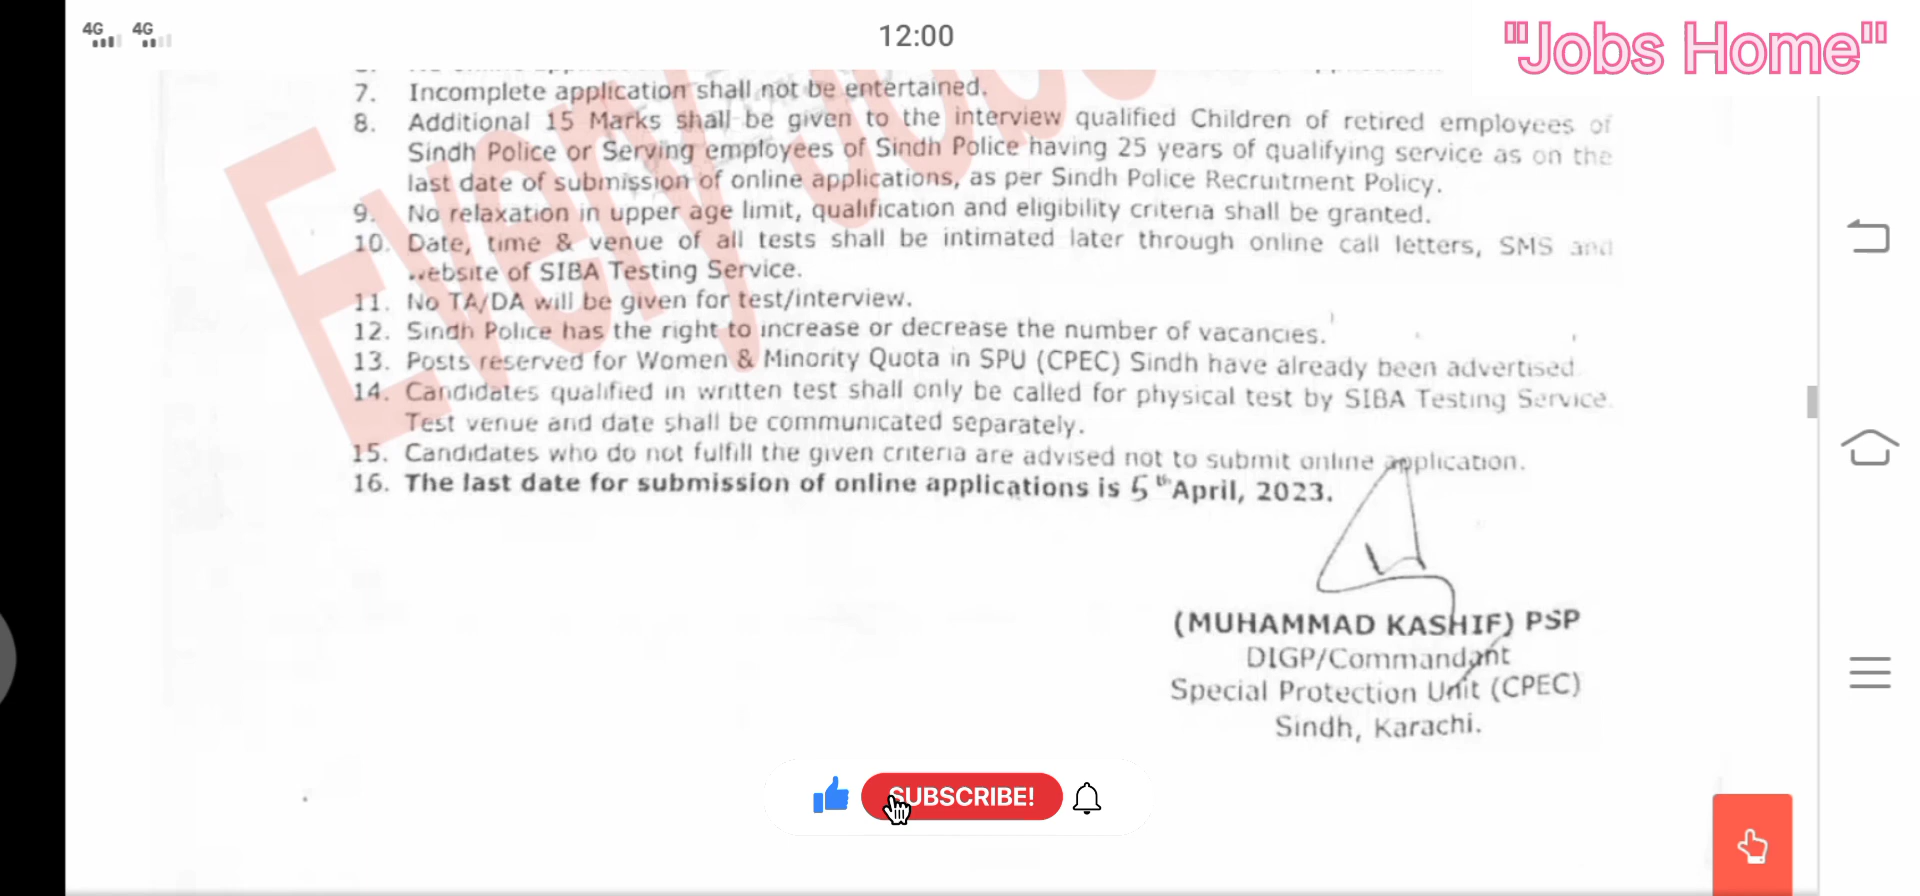 4G 4G
12:00
"Jobs Home"
7. Incomplete application shall not be entertained.
8. Additional 15 Marks shall be given to the interview qualified Children of retired employees of
Sindh Police or Serving employees of Sindh Police having 25 years of qualifying service as on the
last date of submission of online applications, as per Sindh Police Recruitment Policy.
9. No relaxation in upper age limit, qualification and eligibility criteria shall be granted.
10. Date, time & venue of all tests shall be intimated later through online call letters, SMS and
website of SIBA Testing Service.
11. No TA/DA will be given for test/interview.
12. Sindh Police has the right to increase or decrease the number of vacancies.
13. Posts reserved for Women & Minority Quota in SPU (CPEC) Sindh have already been advertised
14. Candidates qualified in written test shall only be called for physical test by SIBA Testing Service.
Test venue and date shall be communicated separately.
15. Candidates who do not fulfill the given criteria are advised not to submit online application.
16. The last date for submission of online applications is 5th April, 2023.
(MUHAMMAD KASHIF) PSP
DIGP/Commandant
Special Protection Unit (CPEC)
Sindh, Karachi.
Every
SUBSCRIBE!